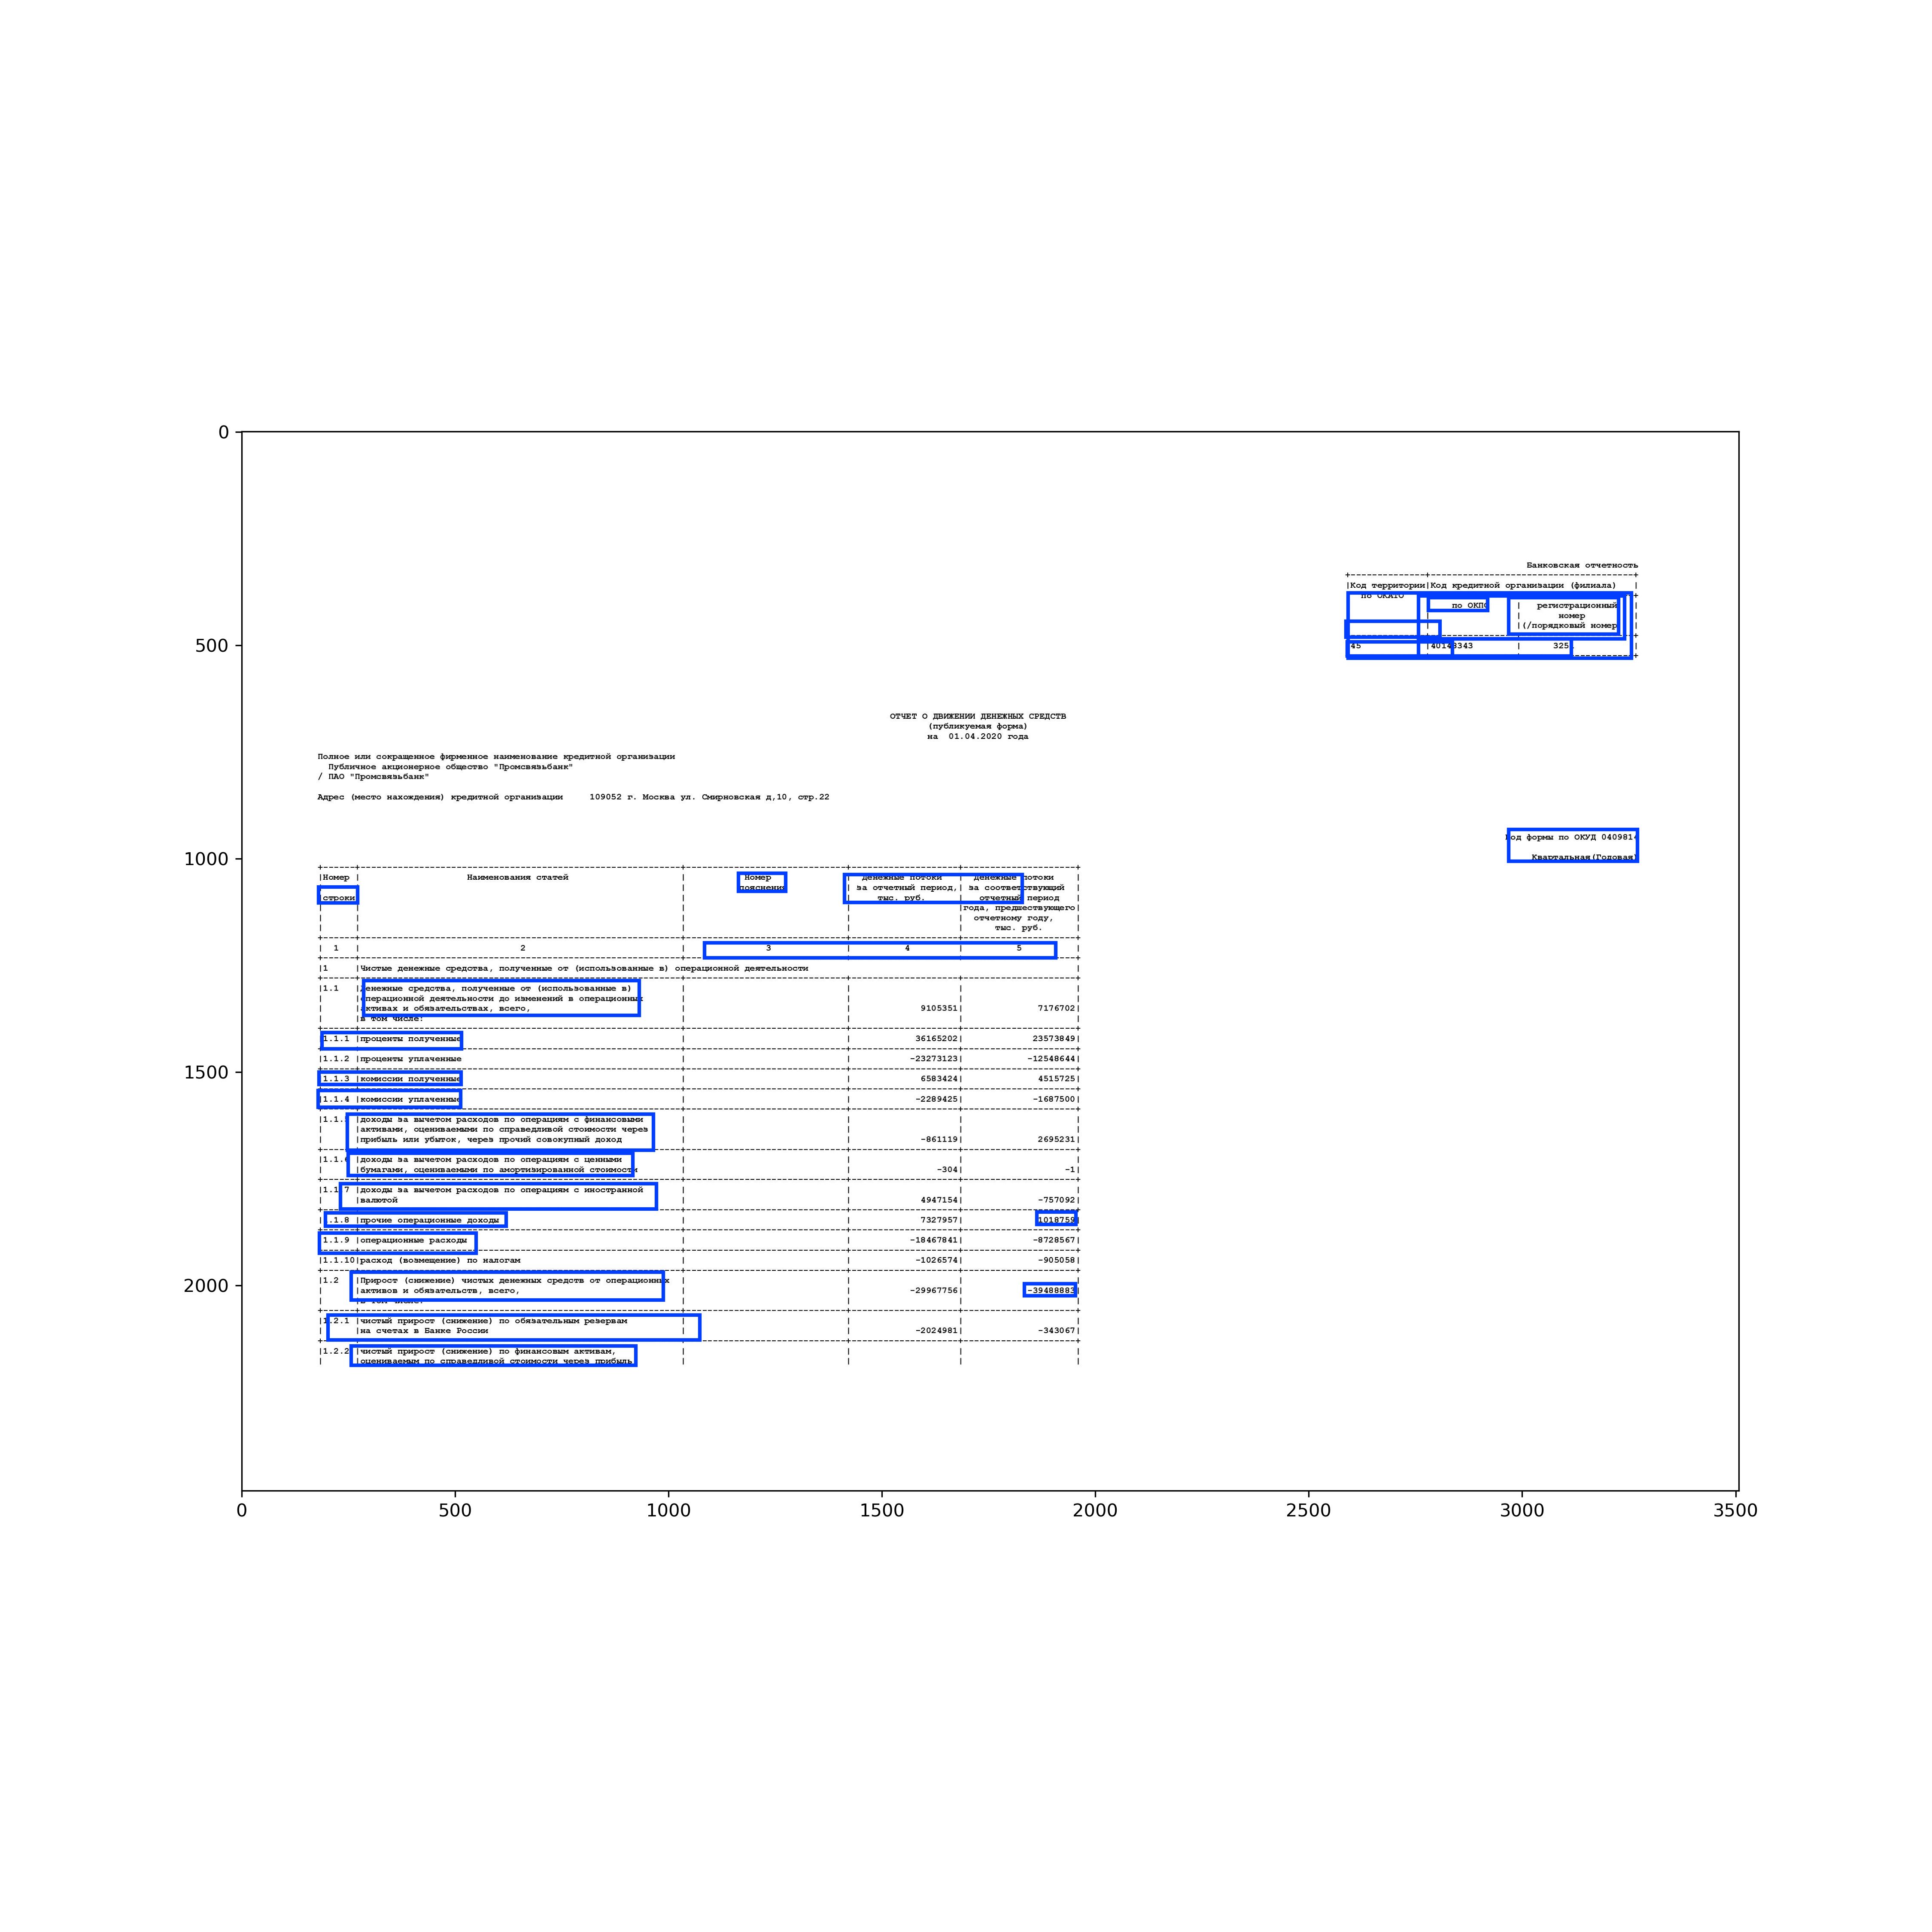 Банковская отчетность
|Код территории|Код кредитной организации (филиала) |
по ОКАТО
по ОКПО | регистрационный |
номер
|(/порядковый номер
|45 |40148343 | 3251 |
ОТЧЕТ О ДВИЖЕНИИ ДЕНЕЖНЫХ СРЕДСТВ
(публикуемая форма)
на 01.04.2020 года
Полное или сокращенное фирменное наименование кредитной организации
Публичное акционерное общество "Промсвязьбанк"
/ ПАО "Промсвязьбанк"
Адрес (место нахождения) кредитной организации 109052 г. Москва ул. Смирновская д,10, стр.22
Код формы по ОКУД 0409814
Квартальная(Годовая)
0
500
1000
1500
2000
|Номер | Наименования статей | Номер | Денежные потоки | Денежные потоки |
пояснения за отчетный период,| за соответствующий
|строки| тыс. руб. | отчетный период
|года, предшествующего|
отчетному году,
тыс. руб.
| 1 | 2 | 3 | 4 | 5 |
|1 |Чистые денежные средства, полученные от (использованные в) операционной деятельности |
|1.1 |Денежные средства, полученные от (использованные в)
|операционной деятельности до изменений в операционных
|активах и обязательствах, всего, | | 9105351| 7176702|
|в том числе:
|1.1.1 |проценты полученные | | 36165202| 23573849|
|1.1.2 |проценты уплаченные | | -23273123| -12548644|
|1.1.3 |комиссии полученные | | 6583424| 4515725|
|1.1.4 |комиссии уплаченные | | -2289425| -1687500|
|1.1.5 |доходы за вычетом расходов по операциям с финансовыми
|активами, оцениваемыми по справедливой стоимости через
|прибыль или убыток, через прочий совокупный доход | | -861119| 2695231|
|1.1.6 |доходы за вычетом расходов по операциям с ценными
|бумагами, оцениваемыми по амортизированной стоимости | | -304| -1|
|1.1.7 |доходы за вычетом расходов по операциям с иностранной
|валютой | | 4947154| -757092|
|1.1.8 |прочие операционные доходы | | 7327957| 1018759|
|1.1.9 |операционные расходы | | -18467841| -8728567|
|1.1.10|расход (возмещение) по налогам | | -1026574| -905058|
|1.2 |Прирост (снижение) чистых денежных средств от операционных
|активов и обязательств, всего, | | -29967756| -39488883|
|в том числе:
|1.2.1 |чистый прирост (снижение) по обязательным резервам
|на счетах в Банке России | | -2024981| -343067|
|1.2.2 |чистый прирост (снижение) по финансовым активам,
|оцениваемым по справедливой стоимости через прибыль
0 500 1000 1500 2000 2500 3000 3500